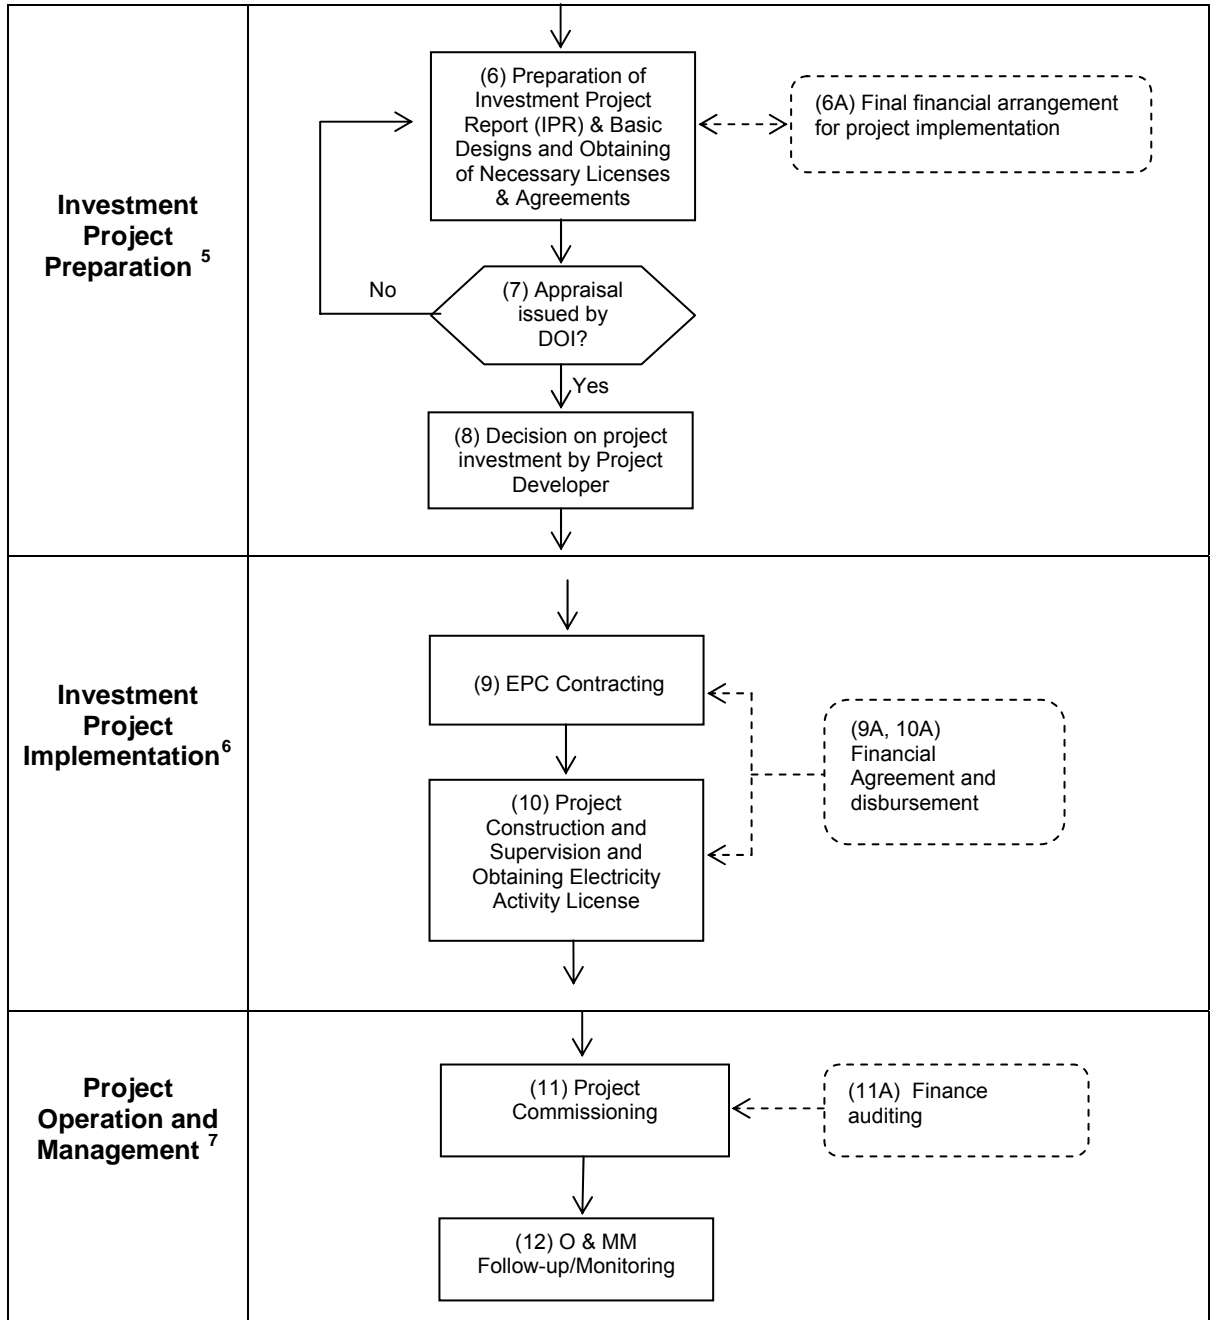 Investment
Project
Preparation 5
(6) Preparation of
Investment Project
Report (IPR) & Basic
Designs and Obtaining
of Necessary Licenses
& Agreements
(6A) Final financial arrangement
for project implementation
No
(7) Appraisal
issued by
DOI?
Yes
(8) Decision on project
investment by Project
Developer
Investment
Project
Implementation6
(9) EPC Contracting
(9A, 10A)
Financial
Agreement and
disbursement
(10) Project
Construction and
Supervision and
Obtaining Electricity
Activity License
Project
Operation and
Management 7
(11) Project
Commissioning
(11A) Finance
auditing
(12) O & MM
Follow-up/Monitoring